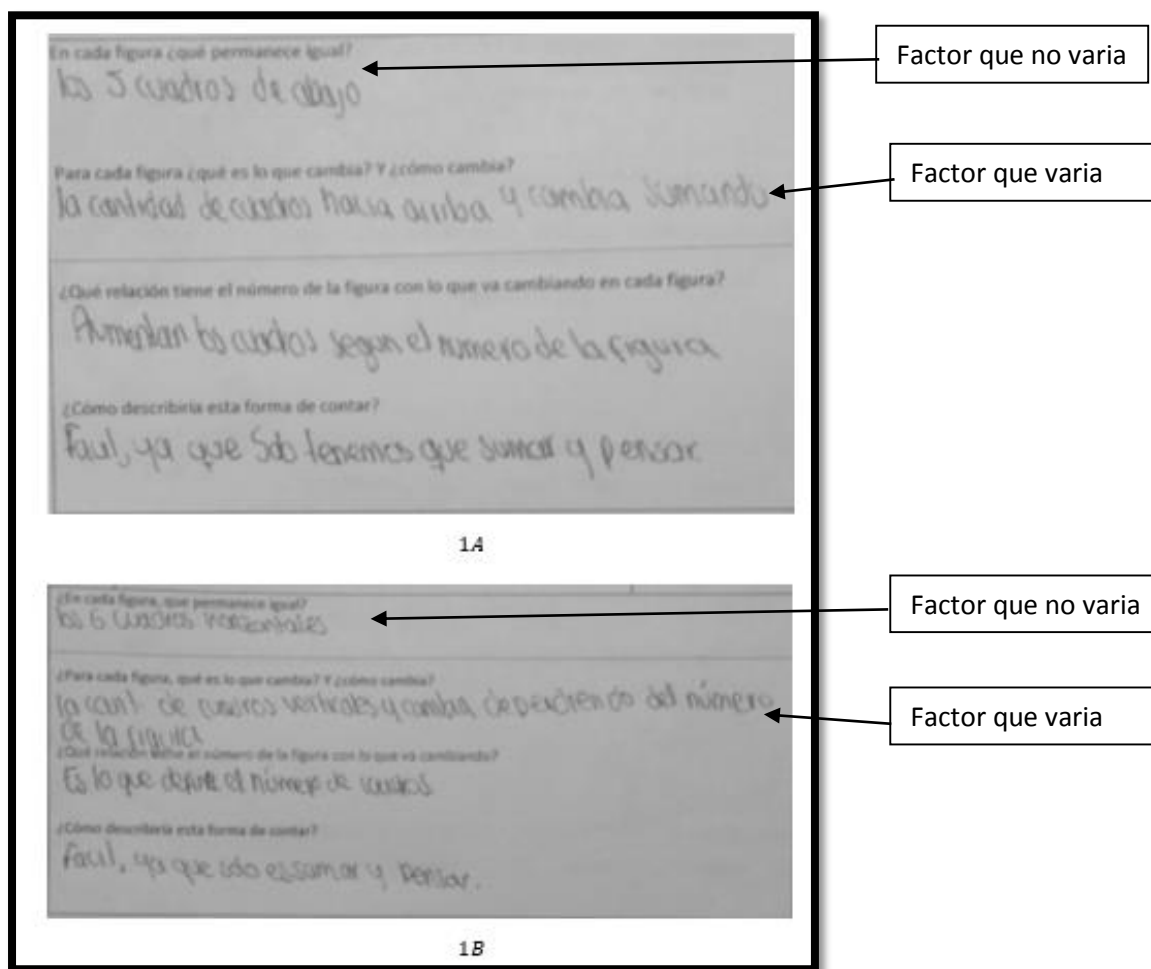 En cada figura ¿qué permanece igual?
los 5 cuadros de abajo
Factor que no varia
Para cada figura ¿qué es lo que cambia? Y ¿cómo cambia?
la cantidad de cuadros hacia arriba y cambia sumando
Factor que varia
¿Qué relación tiene el número de la figura con lo que va cambiando en cada figura?
Aumentan los cuadros segun el numero de la figura
¿Cómo describiría esta forma de contar?
Facil, ya que Solo tenemos que sumar y pensar.
1A
¿En cada figura, que permanece igual?
los 6 cuadros horizontales
Factor que no varia
¿Para cada figura, qué es lo que cambia? Y ¿cómo cambia?
la cant. de cuadros verticales y cambia dependiendo del número
de la figura
Factor que varia
¿Qué relación tiene el número de la figura con lo que va cambiando?
Es lo que define el número de cuadros
¿Cómo describiría esta forma de contar?
Facil, ya que solo es sumar y pensar.
1B